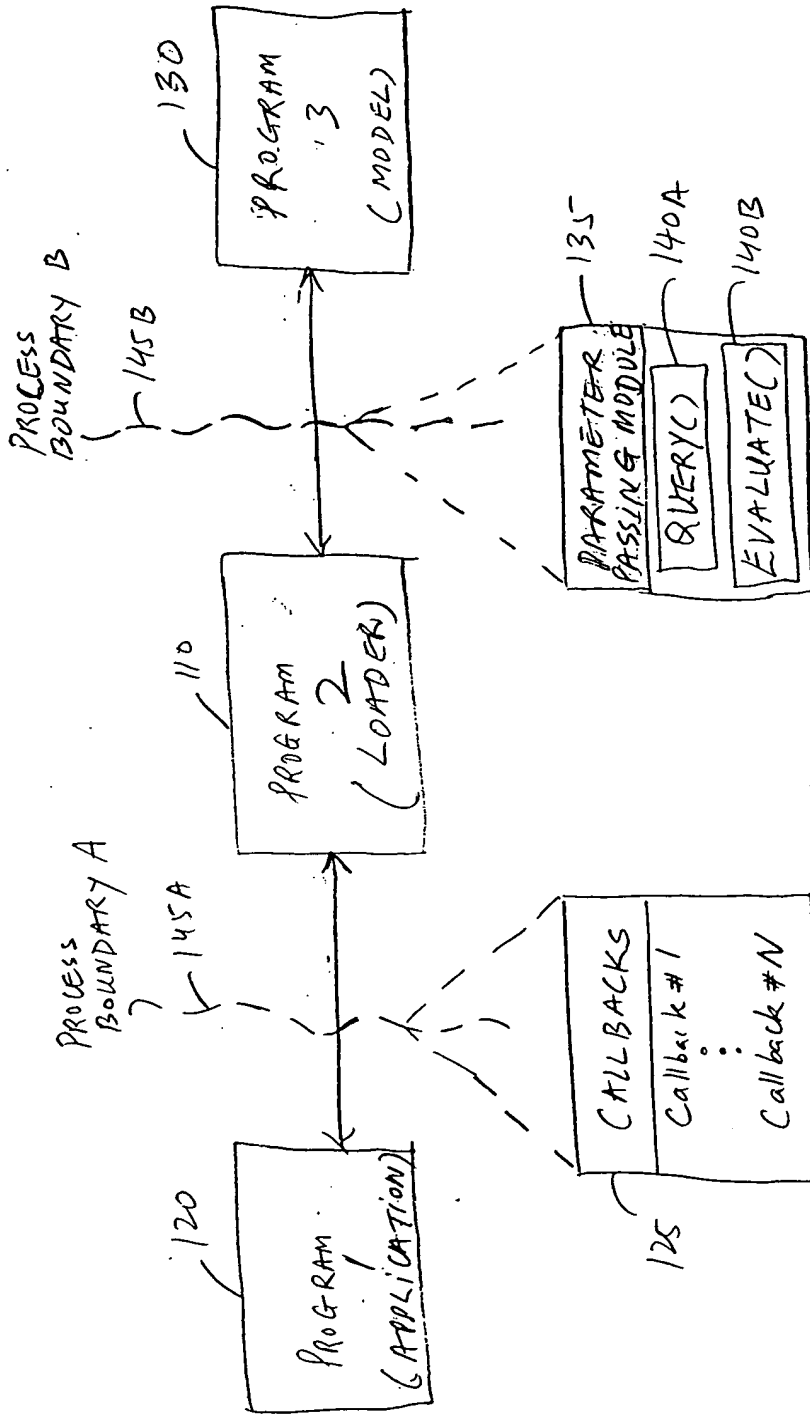 PROCESS
BOUNDARY A
145A
PROCESS
BOUNDARY B
145B
120
PROGRAM
1
(APPLICATION)
110
PROGRAM
2
(LOADER)
130
PROGRAM
3
(MODEL)
125
CALLBACKS
Callback #1
⋮
Callback #N
135
PARAMETER
PASSING MODULE
QUERY()
140A
EVALUATE()
140B